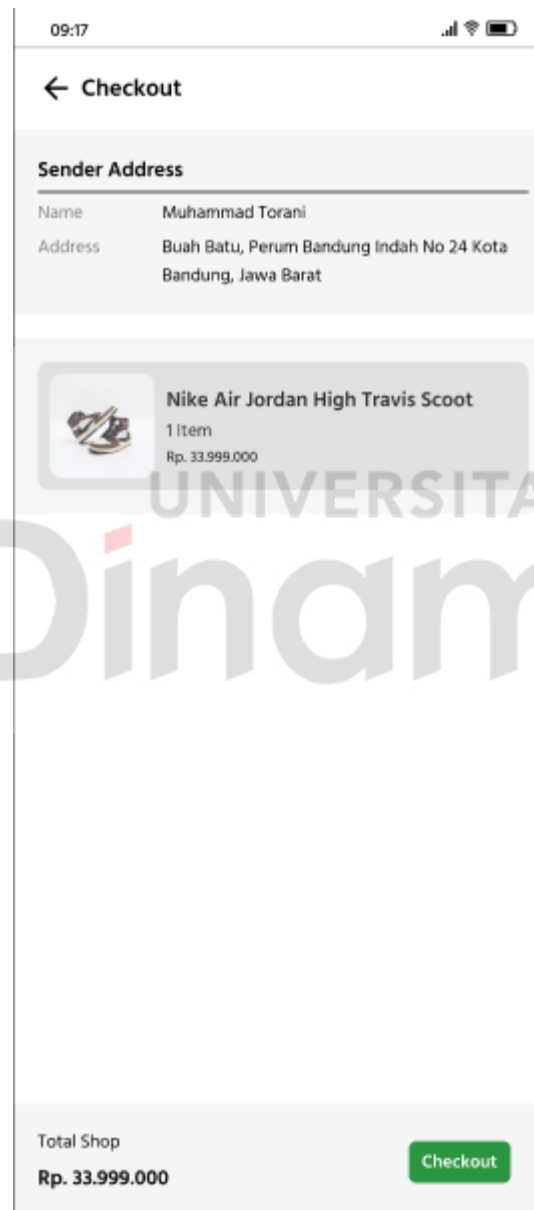 09:17
Checkout
Sender Address
Name Muhammad Torani
Address Buah Batu, Perum Bandung Indah No 24 Kota
Bandung, Jawa Barat
Nike Air Jordan High Travis Scoot
1 Item
Rp. 33.999.000
UNIVERSITA
Dinam
Total Shop
Rp. 33.999.000
Checkout